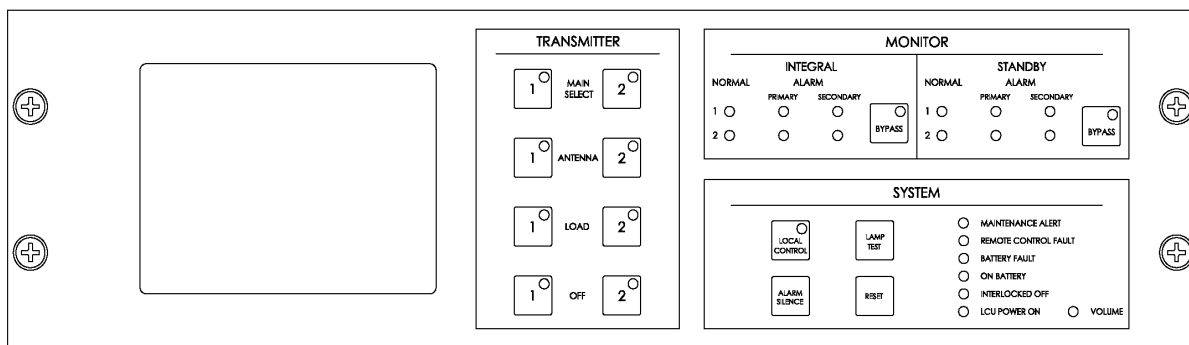 TRANSMITTER
1 MAIN SELECT 2
1 ANTENNA 2
1 LOAD 2
1 OFF 2
MONITOR
INTEGRAL
NORMAL ALARM
PRIMARY SECONDARY
1
2
BYPASS
STANDBY
NORMAL ALARM
PRIMARY SECONDARY
1
2
BYPASS
SYSTEM
LOCAL
CONTROL
LAMP
TEST
ALARM
SILENCE
RESET
MAINTENANCE ALERT
REMOTE CONTROL FAULT
BATTERY FAULT
ON BATTERY
INTERLOCKED OFF
LCU POWER ON VOLUME